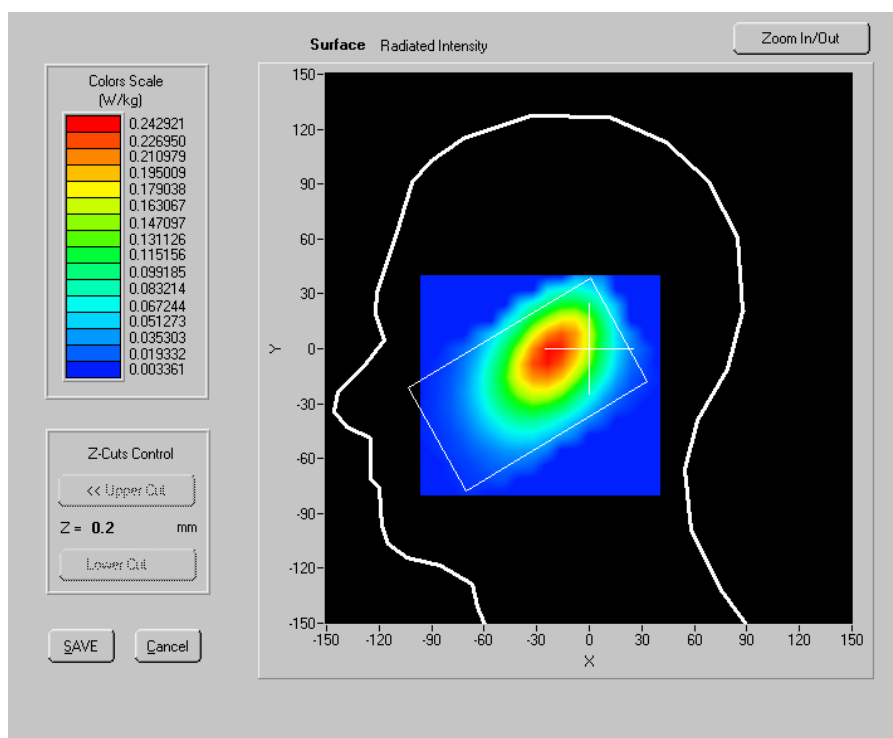 Surface Radiated Intensity
Zoom In/Out
Colors Scale
(W/kg)
0.242921
0.226950
0.210979
0.195009
0.179038
0.163067
0.147097
0.131126
0.115156
0.099185
0.083214
0.067244
0.051273
0.035303
0.019332
0.003361
Z-Cuts Control
<< Upper Cut
Z = 0.2 mm
Lower Cut
SAVE Cancel
150
120
90
60
30
0
-30
-60
-90
-120
-150
Y
-150 -120 -90 -60 -30 0 30 60 90 120 150
X